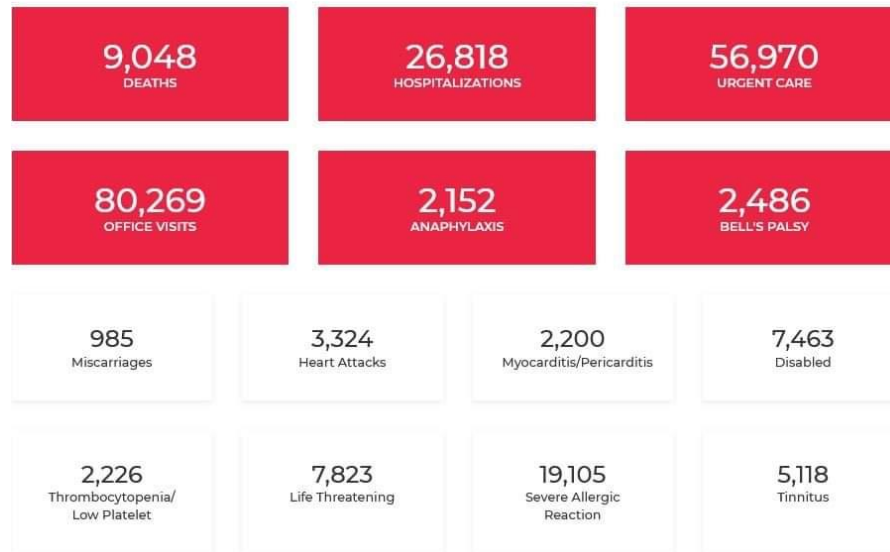 9,048
DEATHS
26,818
HOSPITALIZATIONS
56,970
URGENT CARE
80,269
OFFICE VISITS
2,152
ANAPHYLAXIS
2,486
BELL'S PALSY
985
Miscarriages
3,324
Heart Attacks
2,200
Myocarditis/Pericarditis
7,463
Disabled
2,226
Thrombocytopenia/
Low Platelet
7,823
Life Threatening
19,105
Severe Allergic
Reaction
5,118
Tinnitus